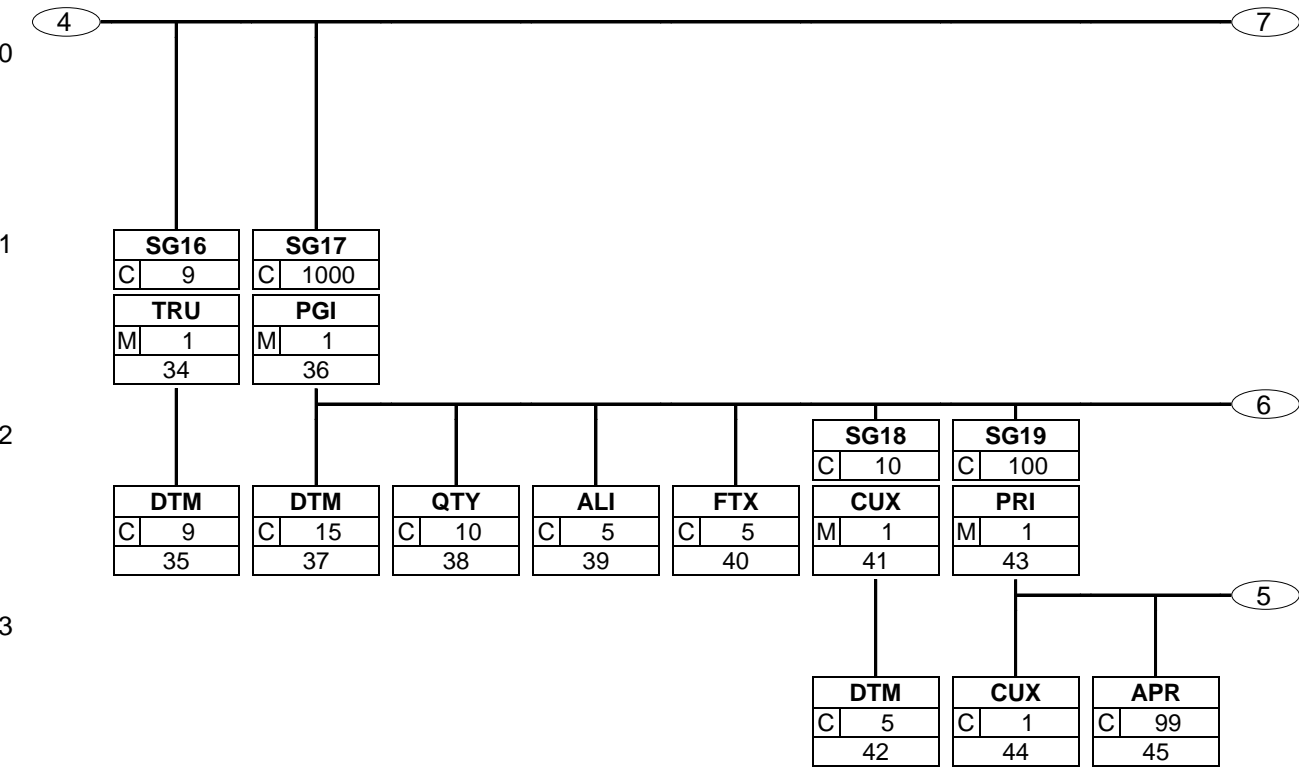 4 7
0
1
SG16 SG17
C 9 C 1000
TRU PGI
M 1 M 1
34 36
6
2
SG18 SG19
C 10 C 100
DTM DTM QTY ALI FTX CUX PRI
C 9 C 15 C 10 C 5 C 5 M 1 M 1
35 37 38 39 40 41 43
5
3
DTM CUX APR
C 5 C 1 C 99
42 44 45